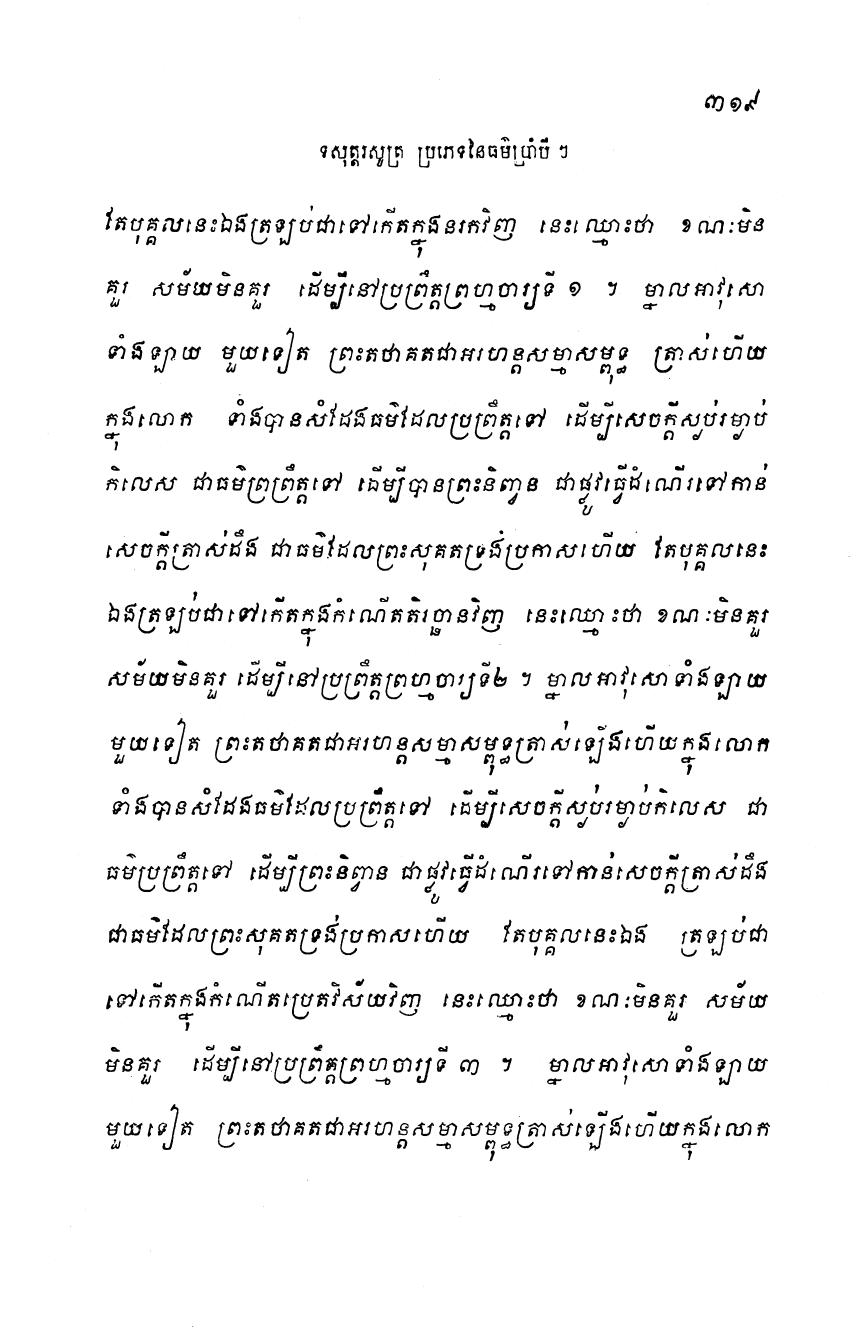 ៣១៩
ទសុត្តរសូត្រ ប្រភេទនៃធម៌ប្រាំបី ៗ
តែបុគ្គលនេះឯងត្រឡប់ជាទៅកើតក្នុងនរកវិញ នេះឈ្មោះថា ខណៈមិន
គួរ សម័យមិនគួរ ដើម្បីនៅប្រព្រឹត្តព្រហ្មចារ្យទី ១ ។ ម្នាលអាវុសោ
ទាំងឡាយ មួយទៀត ព្រះតថាគតជាអរហន្តសម្មាសម្ពុទ្ធ ត្រាស់ហើយ
ក្នុងលោក ទាំងបានសំដែងធម៌ដែលប្រព្រឹត្តទៅ ដើម្បីសេចក្តីស្ងប់រម្ងាប់
កិលេស ជាធម៌ព្រព្រឹត្តទៅ ដើម្បីបានព្រះនិព្វាន ជាផ្លូវធ្វើដំណើរទៅកាន់
សេចក្តីត្រាស់ដឹង ជាធម៌ដែលព្រះសុគតទ្រង់ប្រកាសហើយ តែបុគ្គលនេះ
ឯងត្រឡប់ជាទៅកើតក្នុងកំណើតតិរច្ឆានវិញ នេះឈ្មោះថា ខណៈមិនគួរ
សម័យមិនគួរ ដើម្បីនៅប្រព្រឹត្តព្រហ្មចារ្យទី២ ។ ម្នាលអាវុសោទាំងឡាយ
មួយទៀត ព្រះតថាគតជាអរហន្តសម្មាសម្ពុទ្ធត្រាស់ឡើងហើយក្នុងលោក
ទាំងបានសំដែងធម៌ដែលប្រព្រឹត្តទៅ ដើម្បីសេចក្តីស្ងប់រម្ងាប់កិលេស ជា
ធម៌ប្រព្រឹត្តទៅ ដើម្បីព្រះនិព្វាន ជាផ្លូវធ្វើដំណើរទៅកាន់សេចក្តីត្រាស់ដឹង
ជាធម៌ដែលព្រះសុគតទ្រង់ប្រកាសហើយ តែបុគ្គលនេះឯង ត្រឡប់ជា
ទៅកើតក្នុងកំណើតប្រេតវិស័យវិញ នេះឈ្មោះថា ខណៈមិនគួរ សម័យ
មិនគួរ ដើម្បីនៅប្រព្រឹត្តព្រហ្មចារ្យទី ៣ ។ ម្នាលអាវុសោទាំងឡាយ
មួយទៀត ព្រះតថាគតជាអរហន្តសម្មាសម្ពុទ្ធត្រាស់ឡើងហើយក្នុងលោក